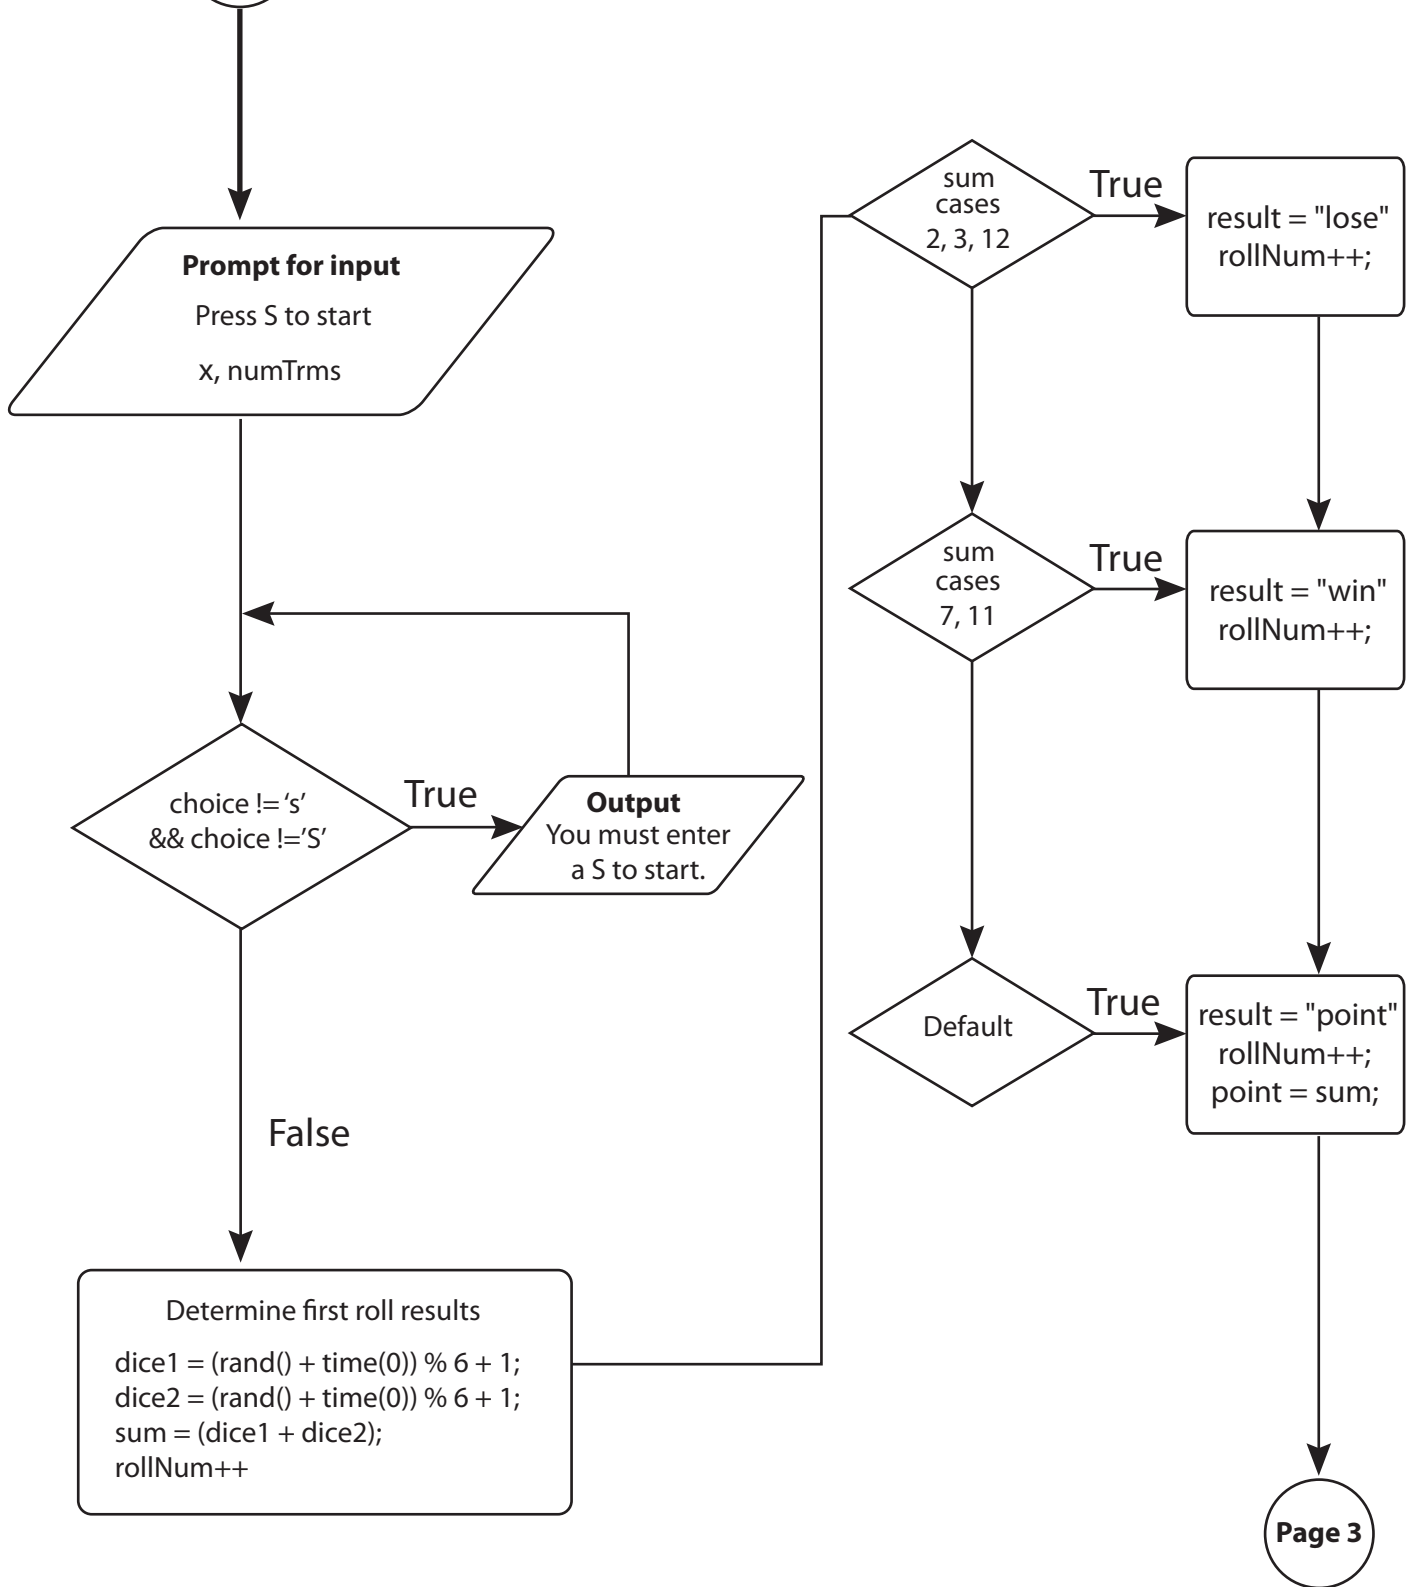 Prompt for input
Press S to start
x, numTrms
choice != ‘s’
&& choice !=’S’
True
Output
You must enter
a S to start.
False
Determine first roll results
dice1 = (rand() + time(0)) % 6 + 1;
dice2 = (rand() + time(0)) % 6 + 1;
sum = (dice1 + dice2);
rollNum++
sum
cases
2, 3, 12
True
result = "lose"
rollNum++;
sum
cases
7, 11
True
result = "win"
rollNum++;
Default
True
result = "point"
rollNum++;
point = sum;
Page 3